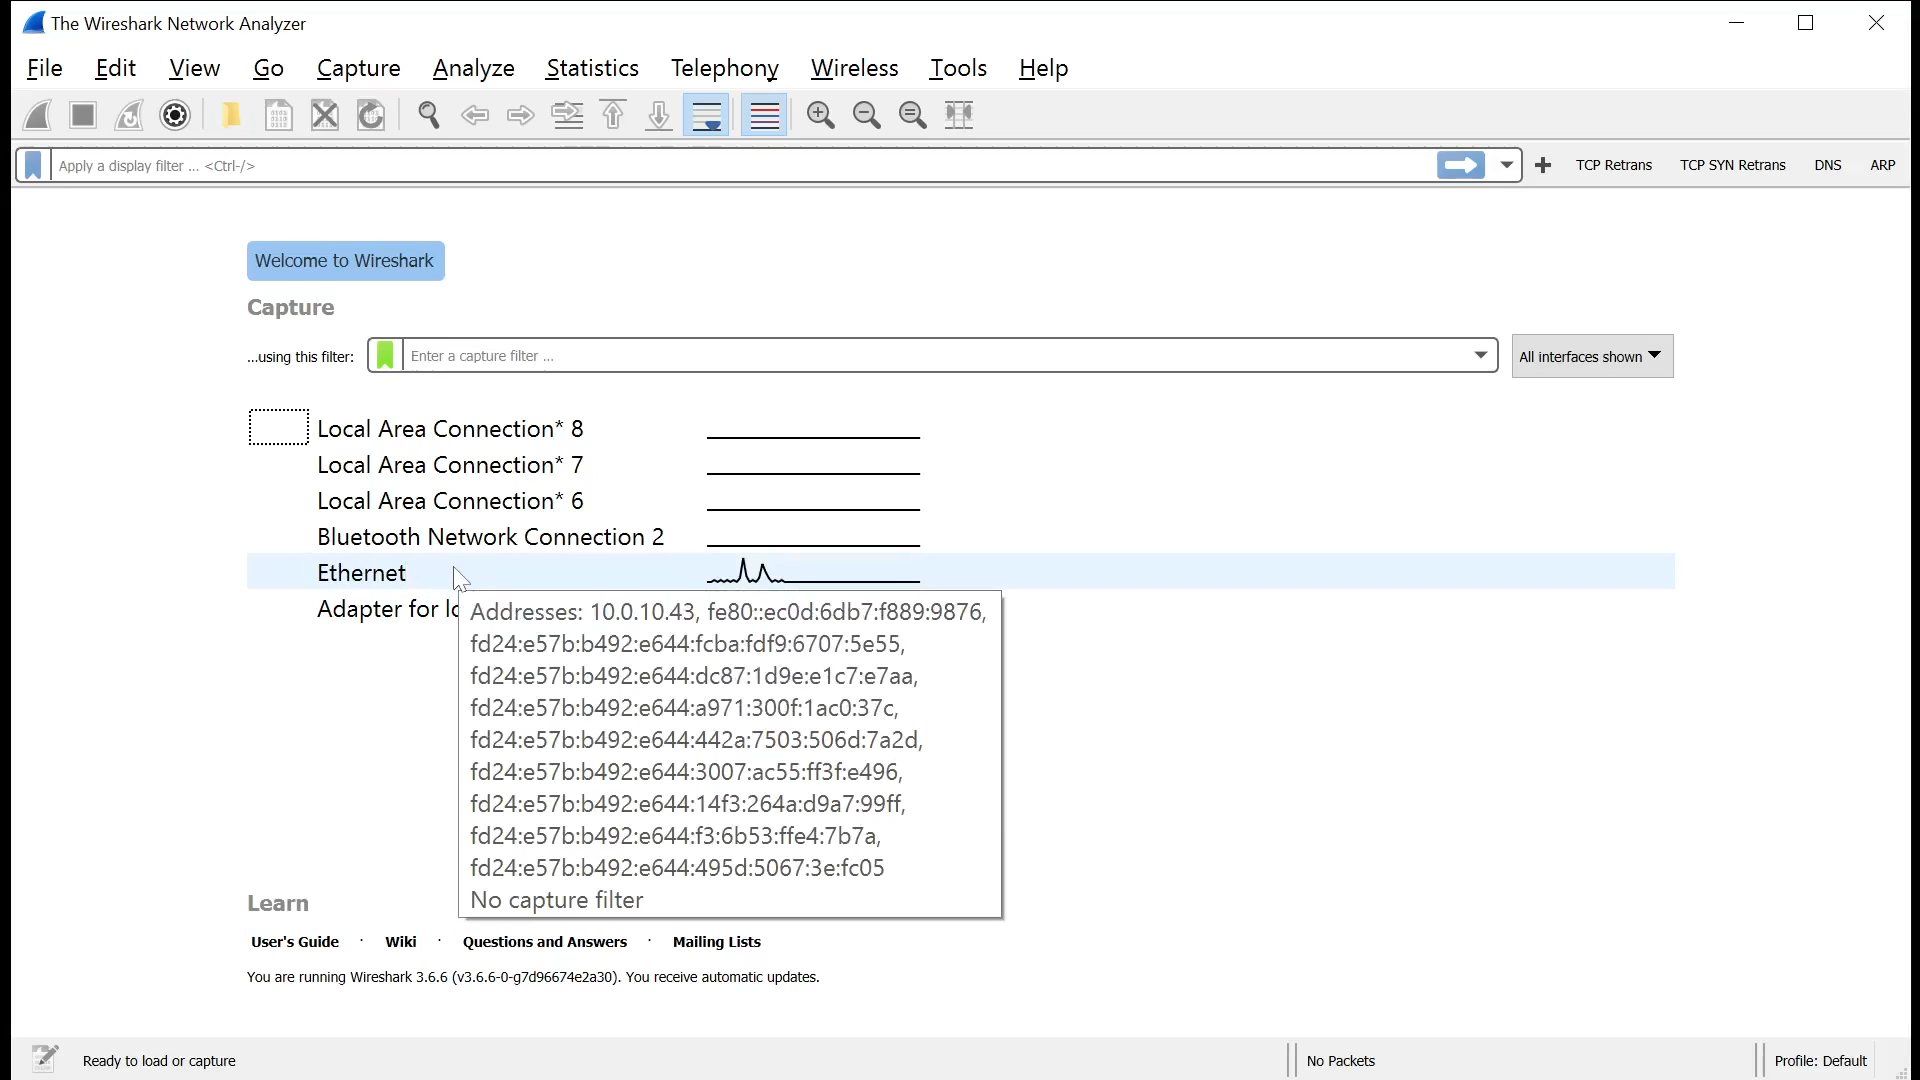 The Wireshark Network Analyzer
File Edit View Go Capture Analyze Statistics Telephony Wireless Tools Help
Apply a display filter ... <Ctrl-/>
TCP Retrans TCP SYN Retrans DNS ARP
Welcome to Wireshark
Capture
...using this filter: Enter a capture filter ... All interfaces shown
Local Area Connection* 8
Local Area Connection* 7
Local Area Connection* 6
Bluetooth Network Connection 2
Ethernet
Adapter for
Addresses: 10.0.10.43, fe80::ec0d:6db7:f889:9876,
fd24:e57b:b492:e644:fcba:fdf9:6707:5e55,
fd24:e57b:b492:e644:dc87:1d9e:e1c7:e7aa,
fd24:e57b:b492:e644:a971:300f:1ac0:37c,
fd24:e57b:b492:e644:442a:7503:506d:7a2d,
fd24:e57b:b492:e644:3007:ac55:ff3f:e496,
fd24:e57b:b492:e644:14f3:264a:d9a7:99ff,
fd24:e57b:b492:e644:f3:6b53:ffe4:7b7a,
fd24:e57b:b492:e644:495d:5067:3e:fc05
No capture filter
Learn
User's Guide · Wiki · Questions and Answers · Mailing Lists
You are running Wireshark 3.6.6 (v3.6.6-0-g7d96674e2a30). You receive automatic updates.
Ready to load or capture
No Packets
Profile: Default